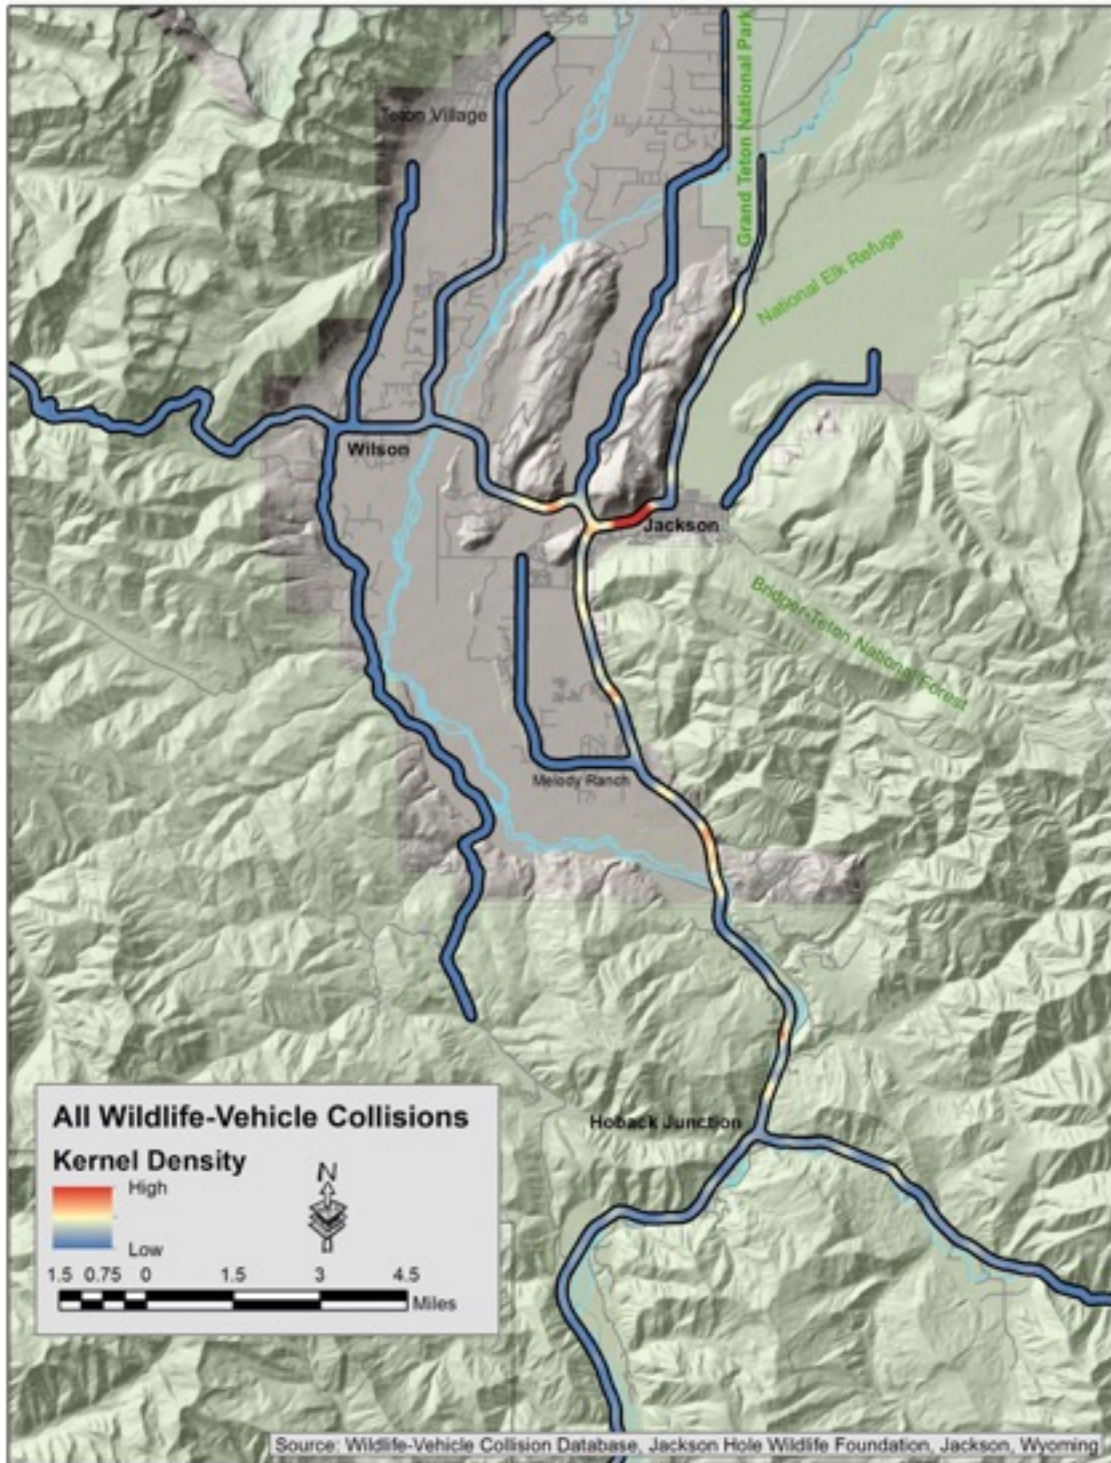 Teton Village
Grand Teton National Park
National Elk Refuge
Wilson
Jackson
Bridger-Teton National Forest
Melody Ranch
Hoback Junction
All Wildlife-Vehicle Collisions
Kernel Density
High
Low
N
1.5 0.75 0 1.5 3 4.5
Miles
Source: Wildlife-Vehicle Collision Database, Jackson Hole Wildlife Foundation, Jackson, Wyoming